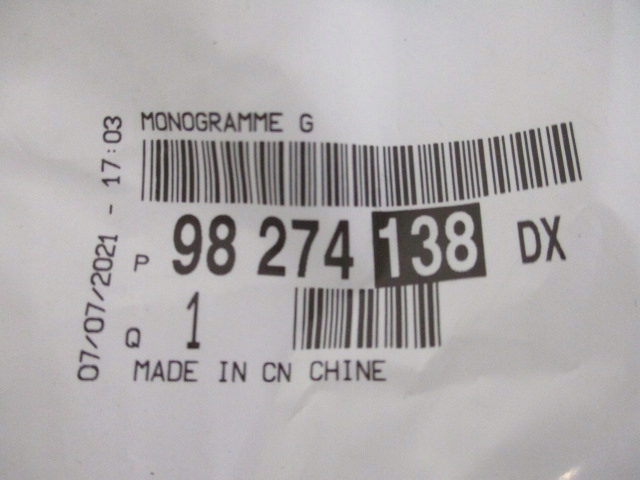 MONOGRAMME G
07/07/2021 - 17:03
P 98 274 138 DX
Q 1
MADE IN CN CHINE